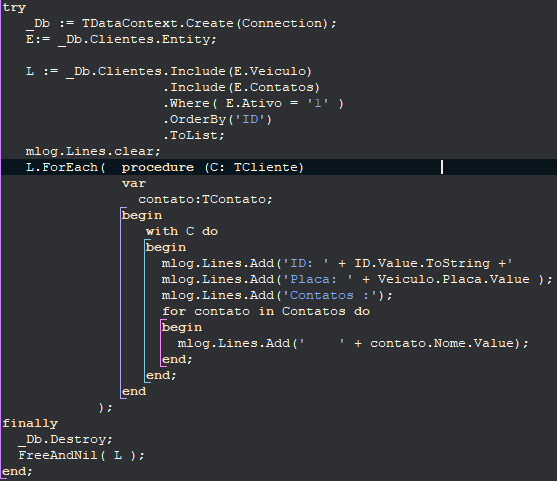 try
   _Db := TDataContext.Create(Connection);
   E:= _Db.Clientes.Entity;

   L := _Db.Clientes.Include(E.Veiculo)
                    .Include(E.Contatos)
                    .Where( E.Ativo = '1' )
                    .OrderBy('ID')
                    .ToList;
   mlog.Lines.clear;
   L.ForEach(  procedure (C: TCliente)
               var
                 contato:TContato;
               begin
                  with C do
                  begin
                    mlog.Lines.Add('ID: ' + ID.Value.ToString +'
                    mlog.Lines.Add('Placa: ' + Veiculo.Placa.Value );
                    mlog.Lines.Add('Contatos :');
                    for contato in Contatos do
                    begin
                      mlog.Lines.Add('    ' + contato.Nome.Value);
                    end;
                  end;
               end
            );
finally
  _Db.Destroy;
  FreeAndNil( L );
end;